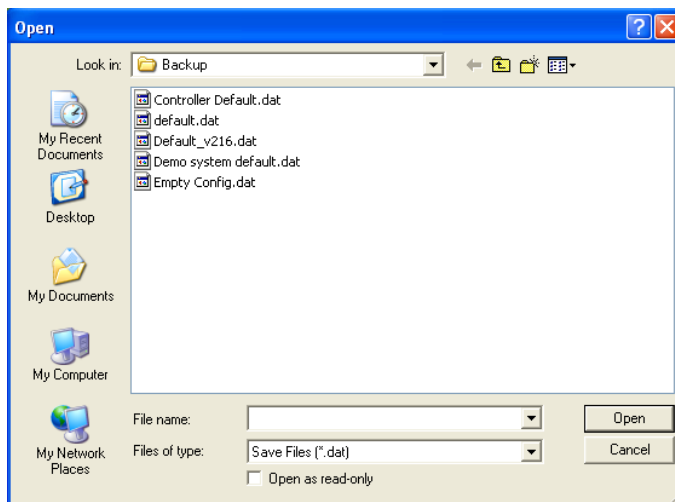 Open
Look in: Backup
My Recent
Documents
Desktop
My Documents
My Computer
My Network
Places
Controller Default.dat
default.dat
Default_v216.dat
Demo system default.dat
Empty Config.dat
File name:
Open
Files of type: Save Files (*.dat)
Cancel
Open as read-only